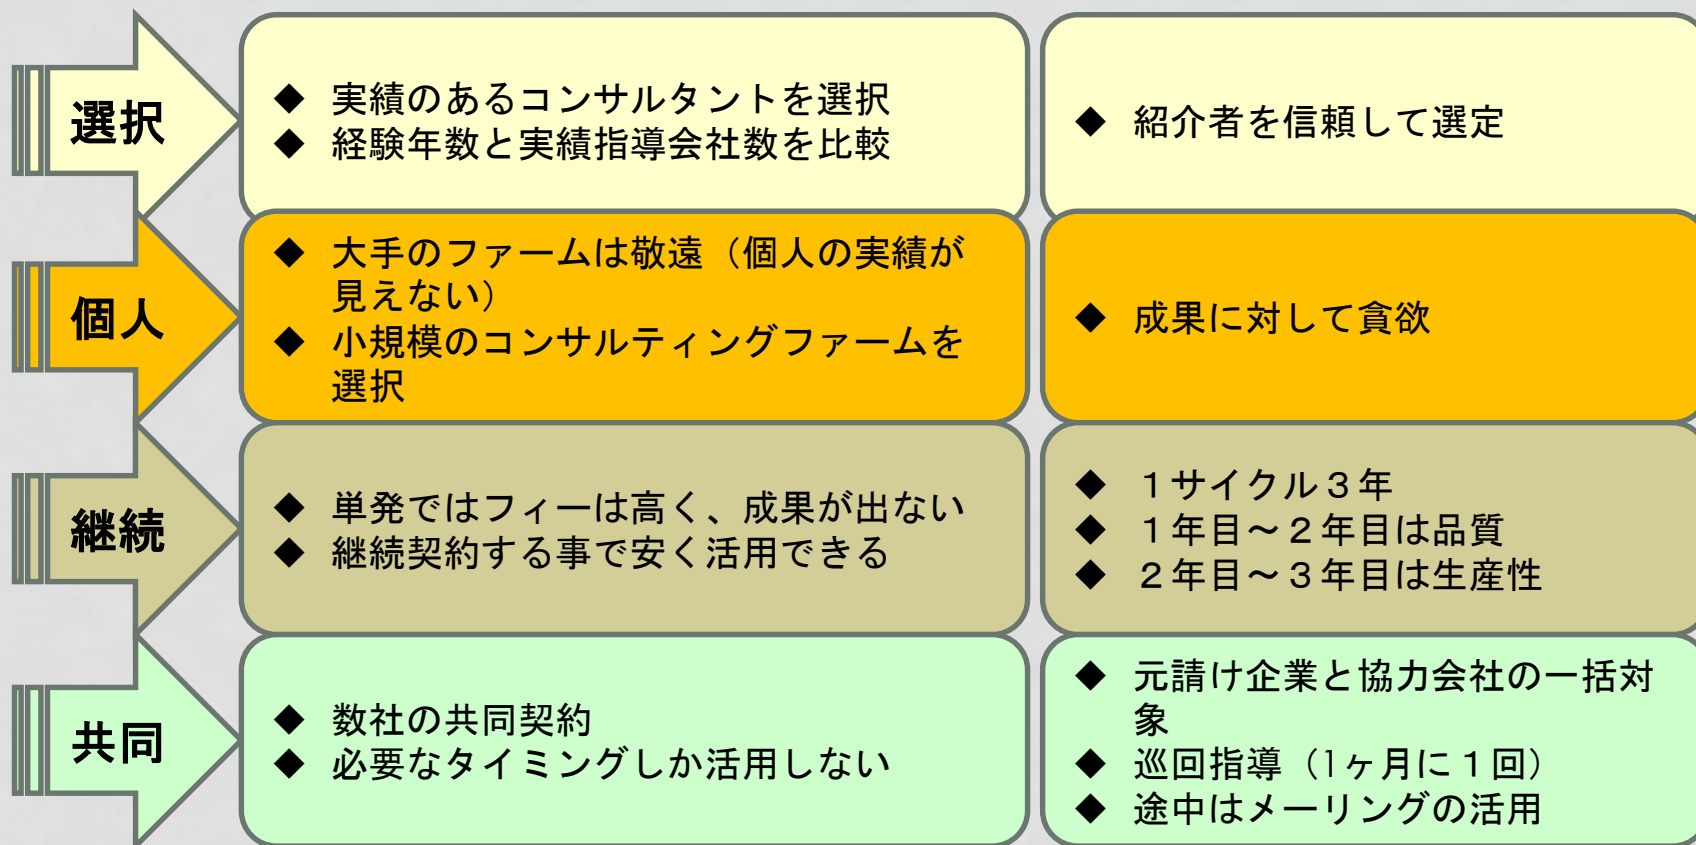 選択
◆ 実績のあるコンサルタントを選択
◆ 経験年数と実績指導会社数を比較
◆ 紹介者を信頼して選定
個人
◆ 大手のファームは敬遠（個人の実績が
見えない）
◆ 小規模のコンサルティングファームを
選択
◆ 成果に対して貪欲
継続
◆ 単発ではフィーは高く、成果が出ない
◆ 継続契約する事で安く活用できる
◆ １サイクル３年
◆ １年目～２年目は品質
◆ ２年目～３年目は生産性
共同
◆ 数社の共同契約
◆ 必要なタイミングしか活用しない
◆ 元請け企業と協力会社の一括対
象
◆ 巡回指導（1ヶ月に１回）
◆ 途中はメーリングの活用